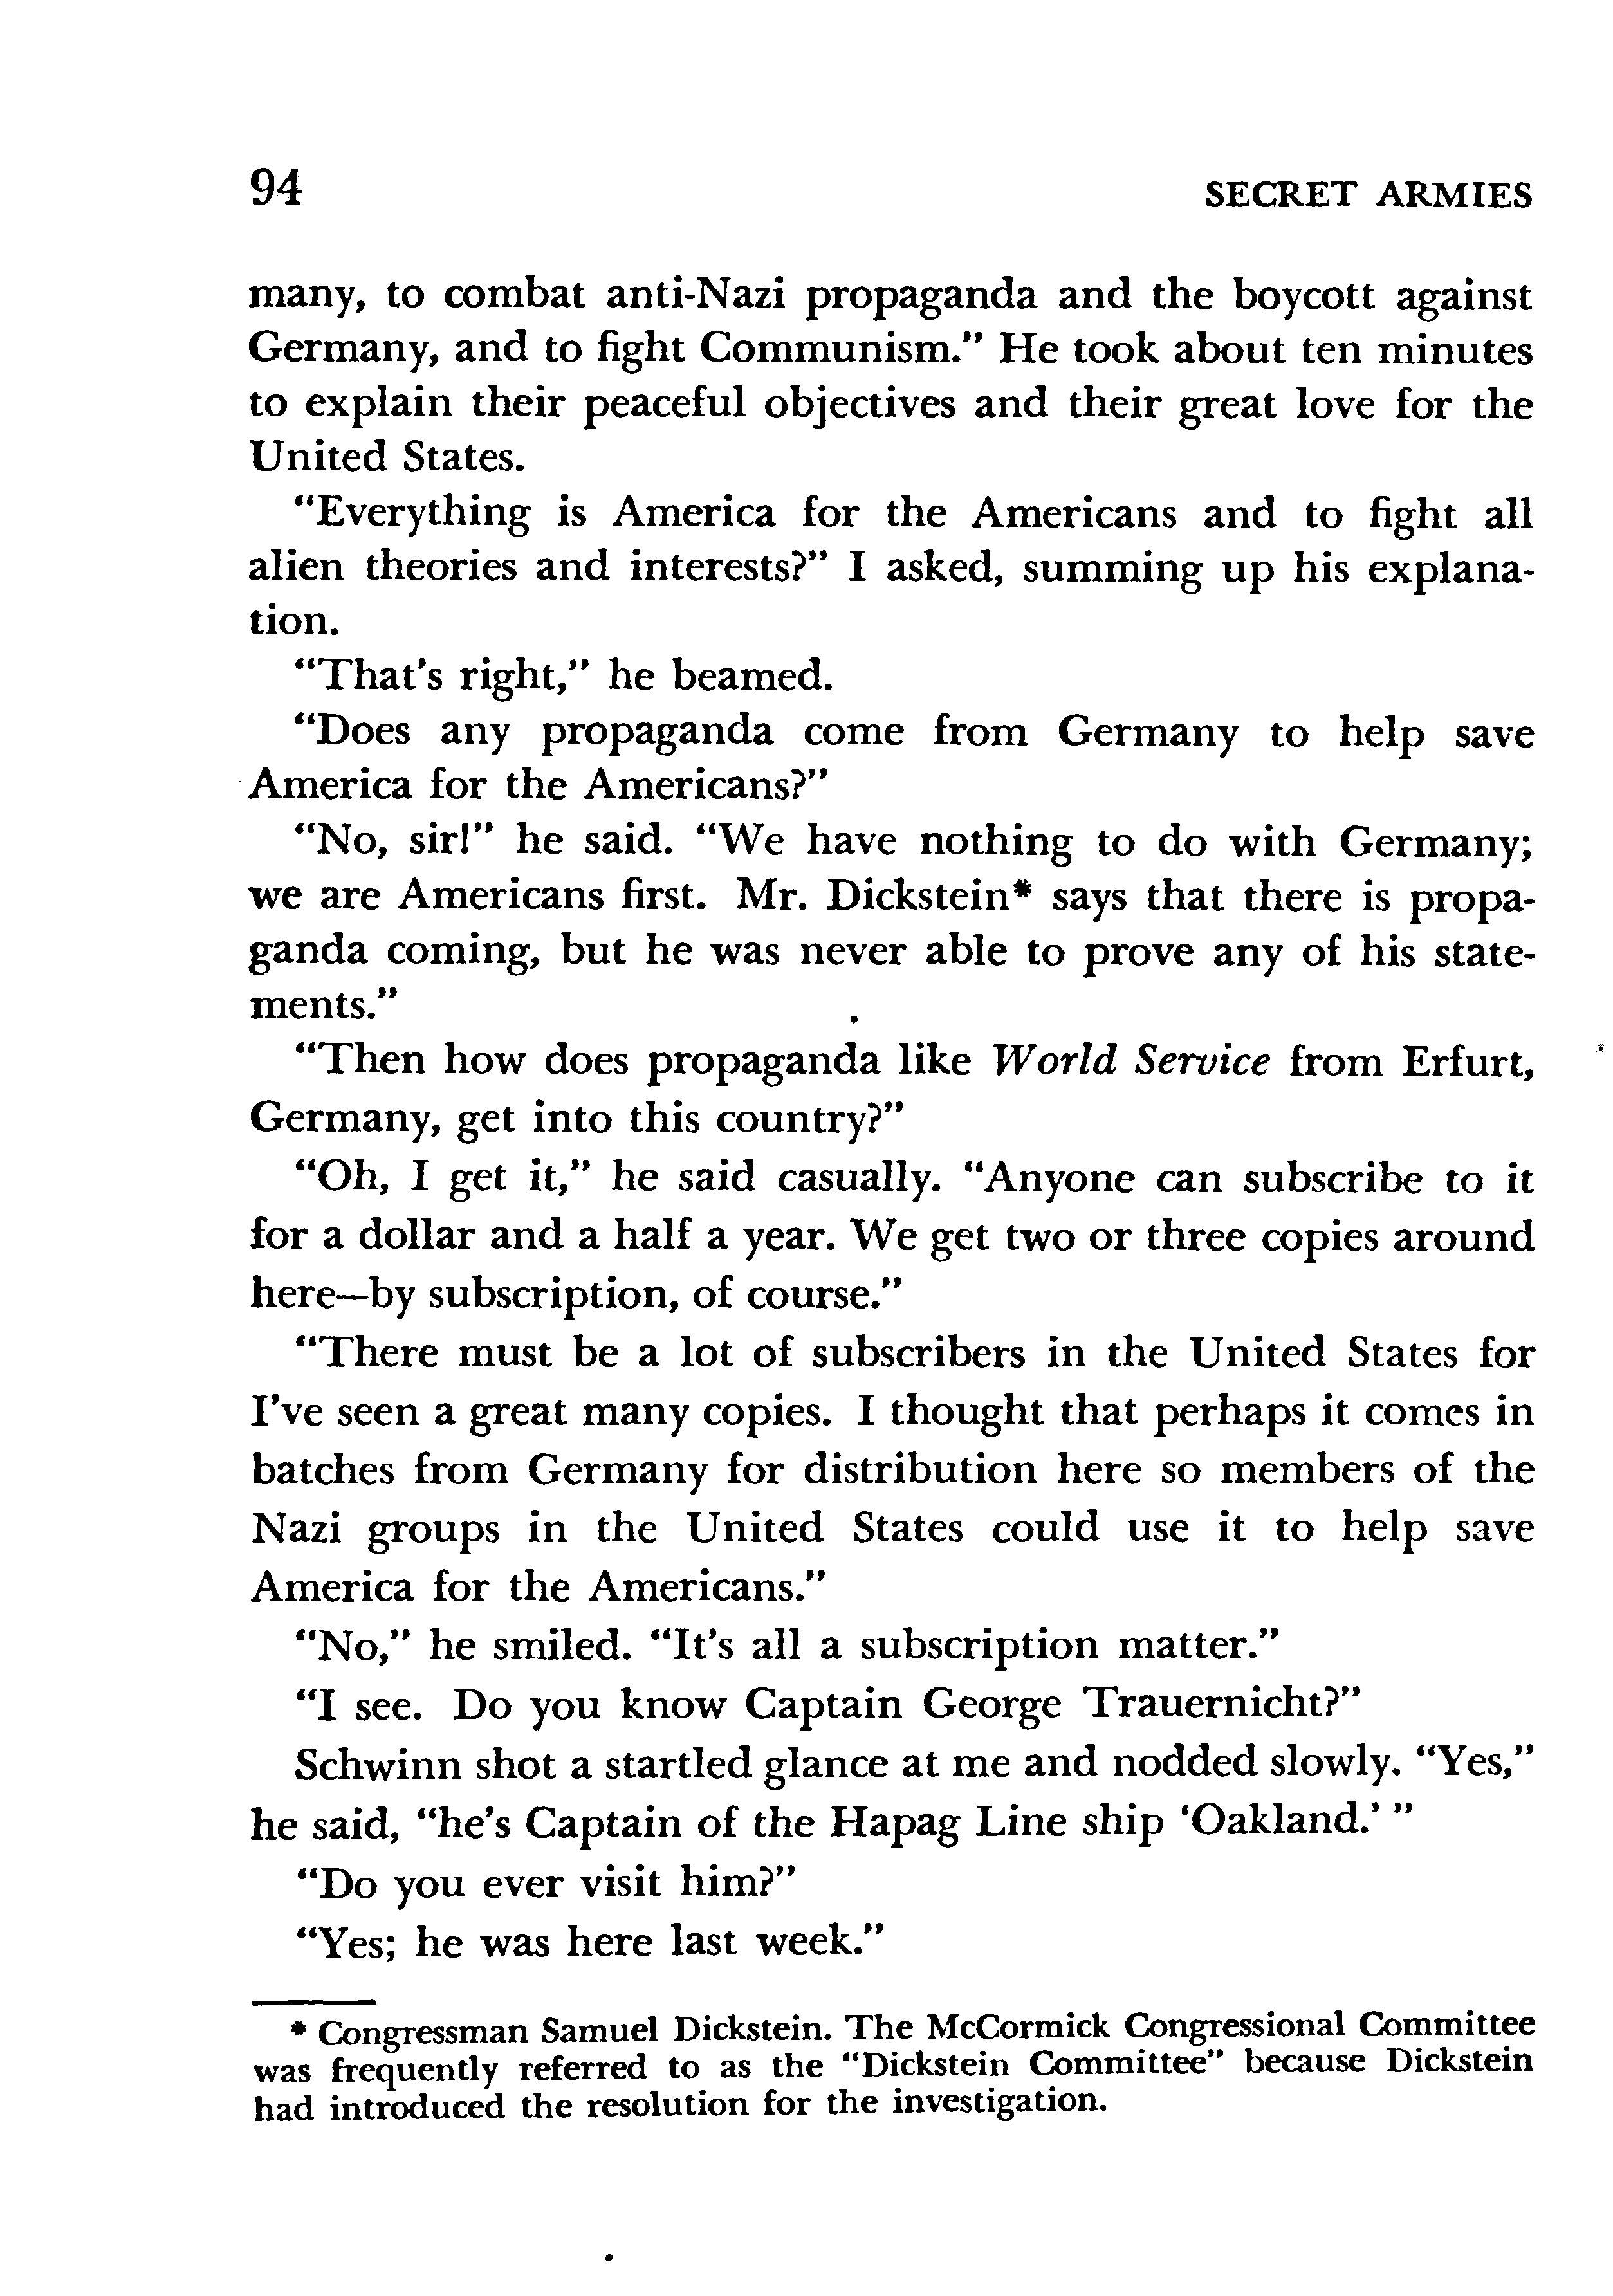 94 SECRET ARMIES
many, to combat anti-Nazi propaganda and the boycott against
Germany, and to fight Communism.” He took about ten minutes
to explain their peaceful objectives and their great love for the
United States.
“Everything is America for the Americans and to fight all
alien theories and interests?” I asked, summing up his explana-
tion.
“That’s right,” he beamed.
“Does any propaganda come from Germany to help save
America for the Americans?”
“No, sir!” he said. “We have nothing to do with Germany;
we are Americans first. Mr. Dickstein* says that there is propa-
ganda coming, but he was never able to prove any of his state-
ments.”
“Then how does propaganda like World Service from Erfurt,
Germany, get into this country?”
“Oh, I get it,” he said casually. “Anyone can subscribe to it
for a dollar and a half a year. We get two or three copies around
here—by subscription, of course.”
“There must be a lot of subscribers in the United States for
I’ve seen a great many copies. I thought that perhaps it comes in
batches from Germany for distribution here so members of the
Nazi groups in the United States could use it to help save
America for the Americans.”
“No,” he smiled. “It’s all a subscription matter.”
“I see. Do you know Captain George Trauernicht?”
Schwinn shot a startled glance at me and nodded slowly. “Yes,”
he said, “he’s Captain of the Hapag Line ship ‘Oakland.’ ”
“Do you ever visit him?”
“Yes; he was here last week.”
* Congressman Samuel Dickstein. The McCormick Congressional Committee
was frequently referred to as the “Dickstein Committee” because Dickstein
had introduced the resolution for the investigation.